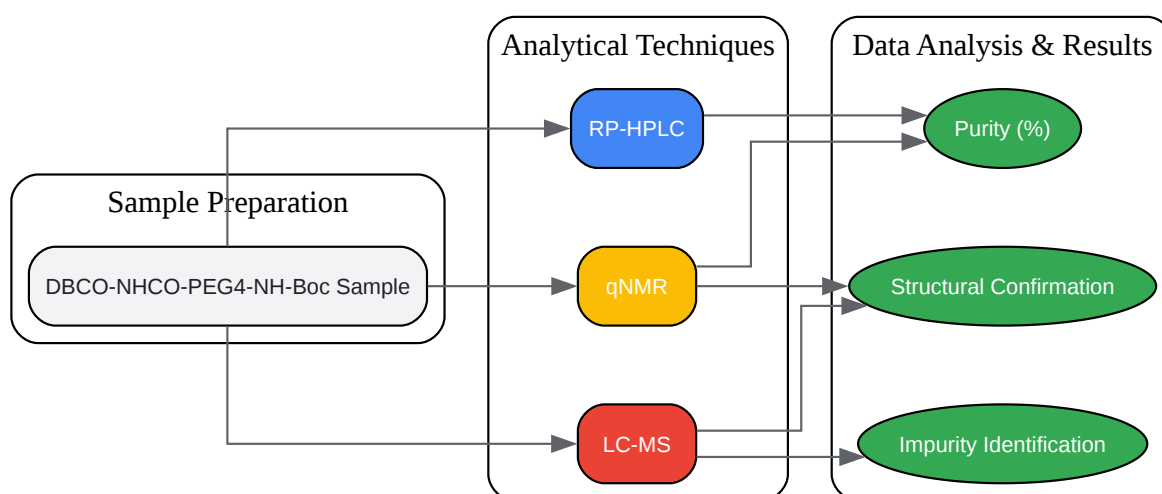 Analytical Techniques
Data Analysis & Results
RP-HPLC
Purity (%)
Sample Preparation
DBCO-NHCO-PEG4-NH-Boc Sample
qNMR
Structural Confirmation
LC-MS
Impurity Identification